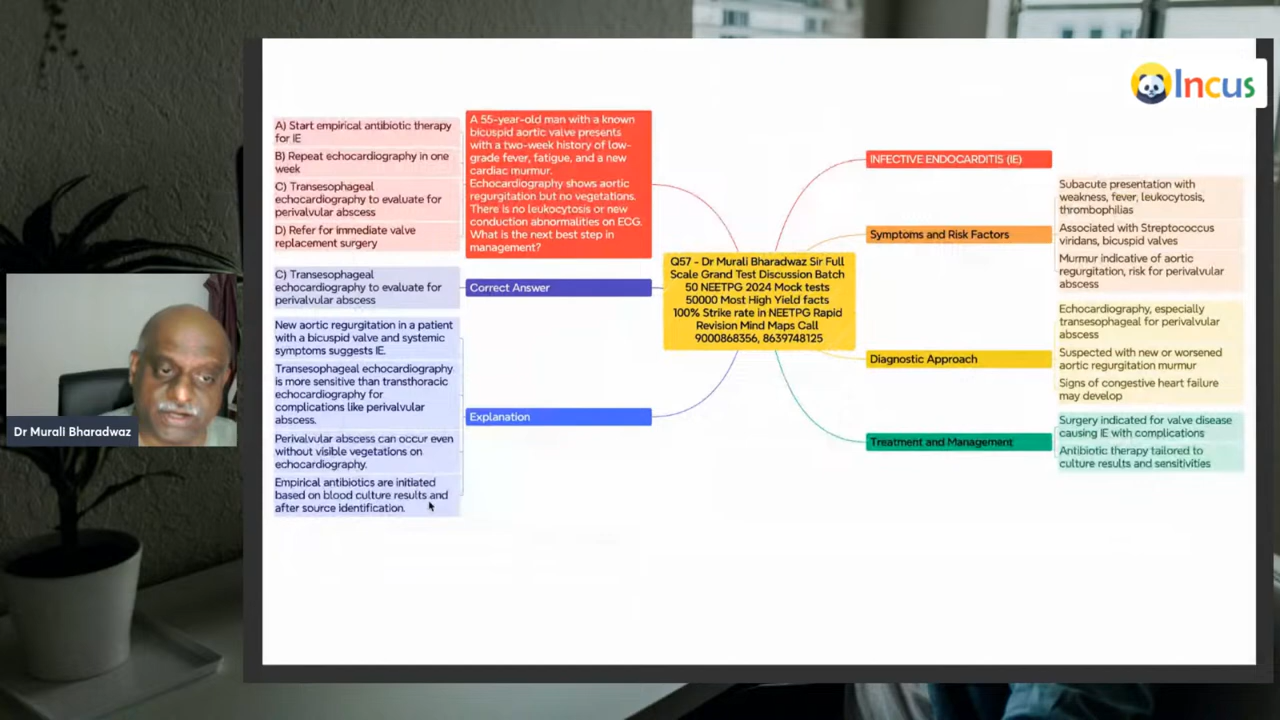 Incus
A) Start empirical antibiotic therapy
for IE
B) Repeat echocardiography in one
week
C) Transesophageal
echocardiography to evaluate for
perivalvular abscess
D) Refer for immediate valve
replacement surgery
A 55-year-old man with a known
bicuspid aortic valve presents
with a two-week history of low-
grade fever, fatigue, and a new
cardiac murmur.
Echocardiography shows aortic
regurgitation but no vegetations.
There is no leukocytosis or new
conduction abnormalities on ECG.
What is the next best step in
management?
C) Transesophageal
echocardiography to evaluate for
perivalvular abscess
Correct Answer
New aortic regurgitation in a patient
with a bicuspid valve and systemic
symptoms suggests IE.
Transesophageal echocardiography
is more sensitive than transthoracic
echocardiography for
complications like perivalvular
abscess.
Perivalvular abscess can occur even
without visible vegetations on
echocardiography.
Empirical antibiotics are initiated
based on blood culture results and
after source identification.
Explanation
Q57 - Dr Murali Bharadwaz Sir Full
Scale Grand Test Discussion Batch
50 NEETPG 2024 Mock tests
50000 Most High Yield facts
100% Strike rate in NEETPG Rapid
Revision Mind Maps Call
9000868356, 8639748125
INFECTIVE ENDOCARDITIS (IE)
Symptoms and Risk Factors
Subacute presentation with
weakness, fever, leukocytosis,
thrombophilias
Associated with Streptococcus
viridans, bicuspid valves
Murmur indicative of aortic
regurgitation, risk for perivalvular
abscess
Diagnostic Approach
Echocardiography, especially
transesophageal for perivalvular
abscess
Suspected with new or worsened
aortic regurgitation murmur
Signs of congestive heart failure
may develop
Treatment and Management
Surgery indicated for valve disease
causing IE with complications
Antibiotic therapy tailored to
culture results and sensitivities
Dr Murali Bharadwaz